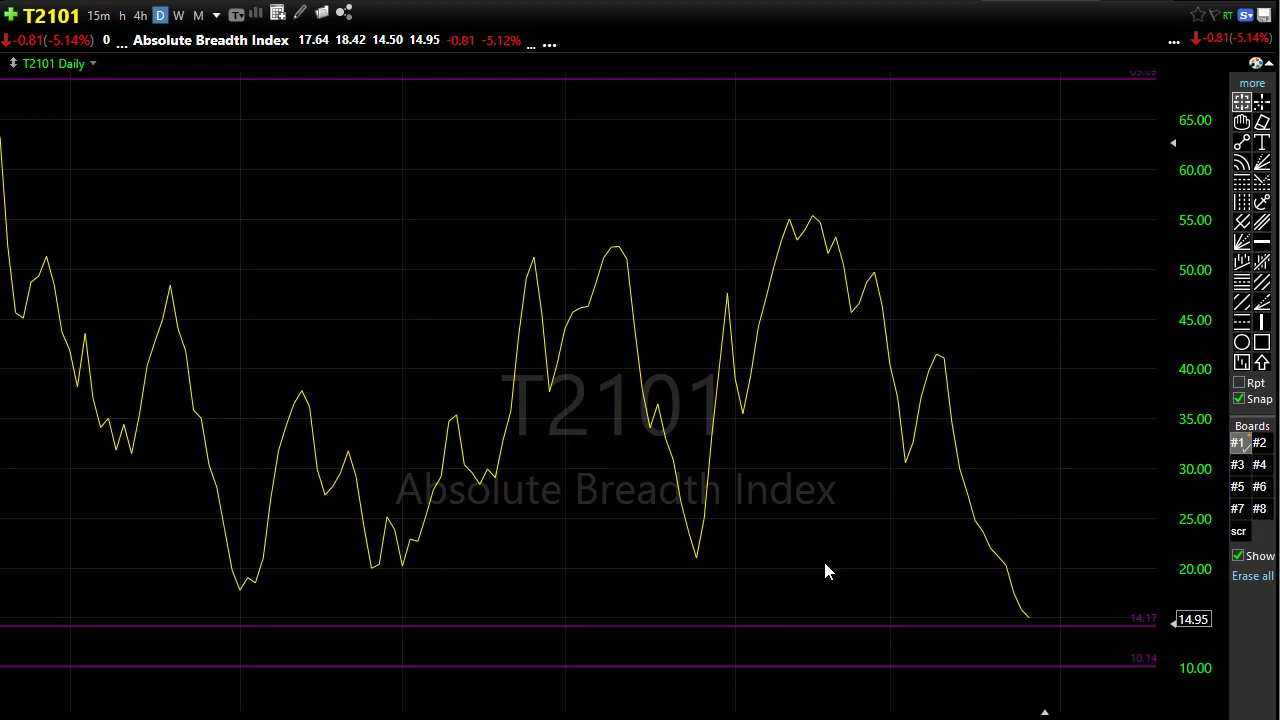 T2101 15m h 4h D W M T RT S
-0.81(-5.14%) 0 ... Absolute Breadth Index 17.64 18.42 14.50 14.95 -0.81 -5.12% ... ... ... -0.81(-5.14%)
T2101 Daily
more
65.00
60.00
55.00
50.00
45.00
40.00
35.00
30.00
25.00
20.00
14.17
14.95
10.14
10.00
T2101
Absolute Breadth Index
T
Rpt
Snap
Boards
#1 #2
#3 #4
#5 #6
#7 #8
scr
Show
Erase all